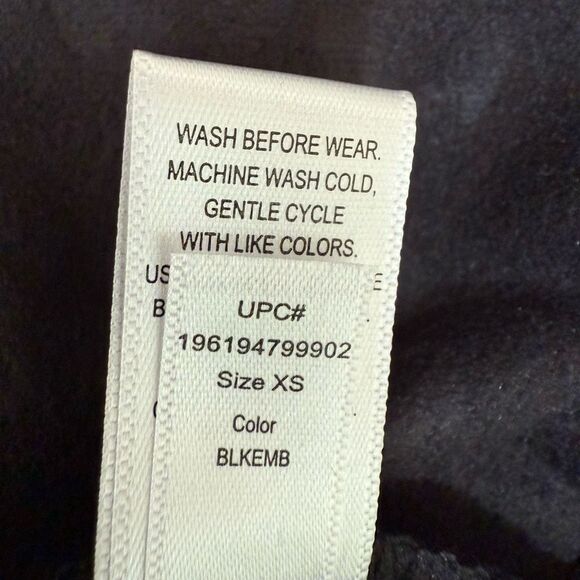 WASH BEFORE WEAR.
MACHINE WASH COLD,
GENTLE CYCLE
WITH LIKE COLORS.
UPC#
196194799902
Size XS
Color
BLKEMB